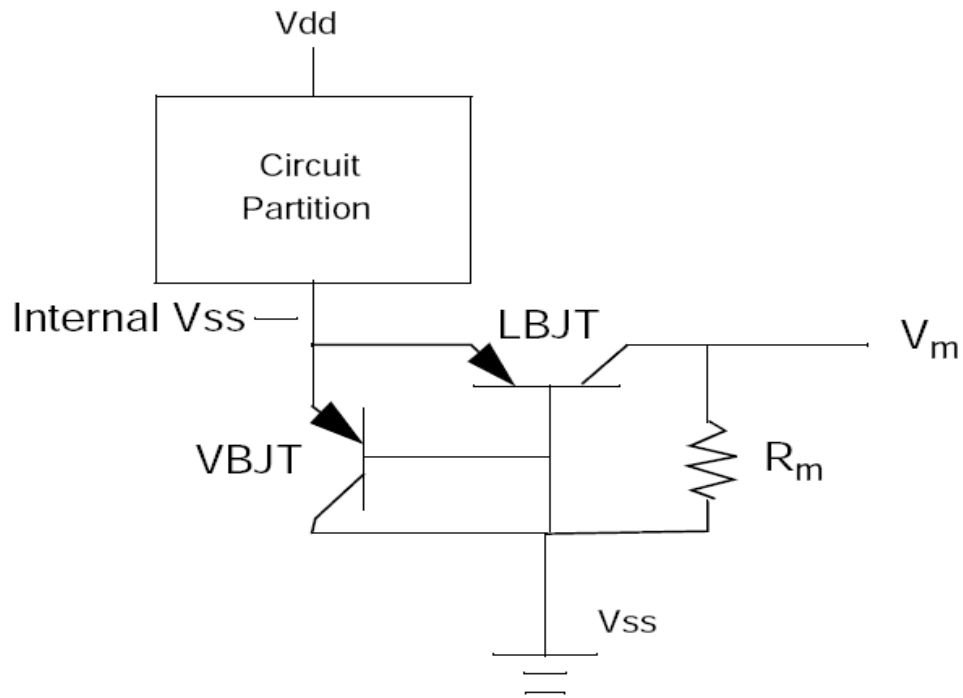 Vdd
Circuit
Partition
Internal Vss
LBJT
Vm
VBJT
Rm
Vss